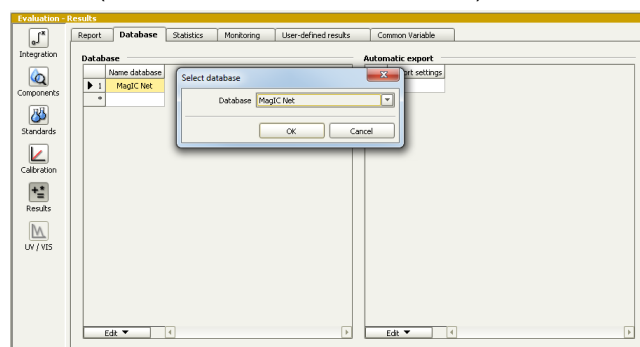 Evaluation - Results
Integration
Components
Standards
Calibration
Results
UV / VIS
Report Database Statistics Monitoring User-defined results Common Variable
Database
Name database
1 MagIC Net
*
Edit
Automatic export
settings
Edit
Select database
Database MagIC Net
OK Cancel